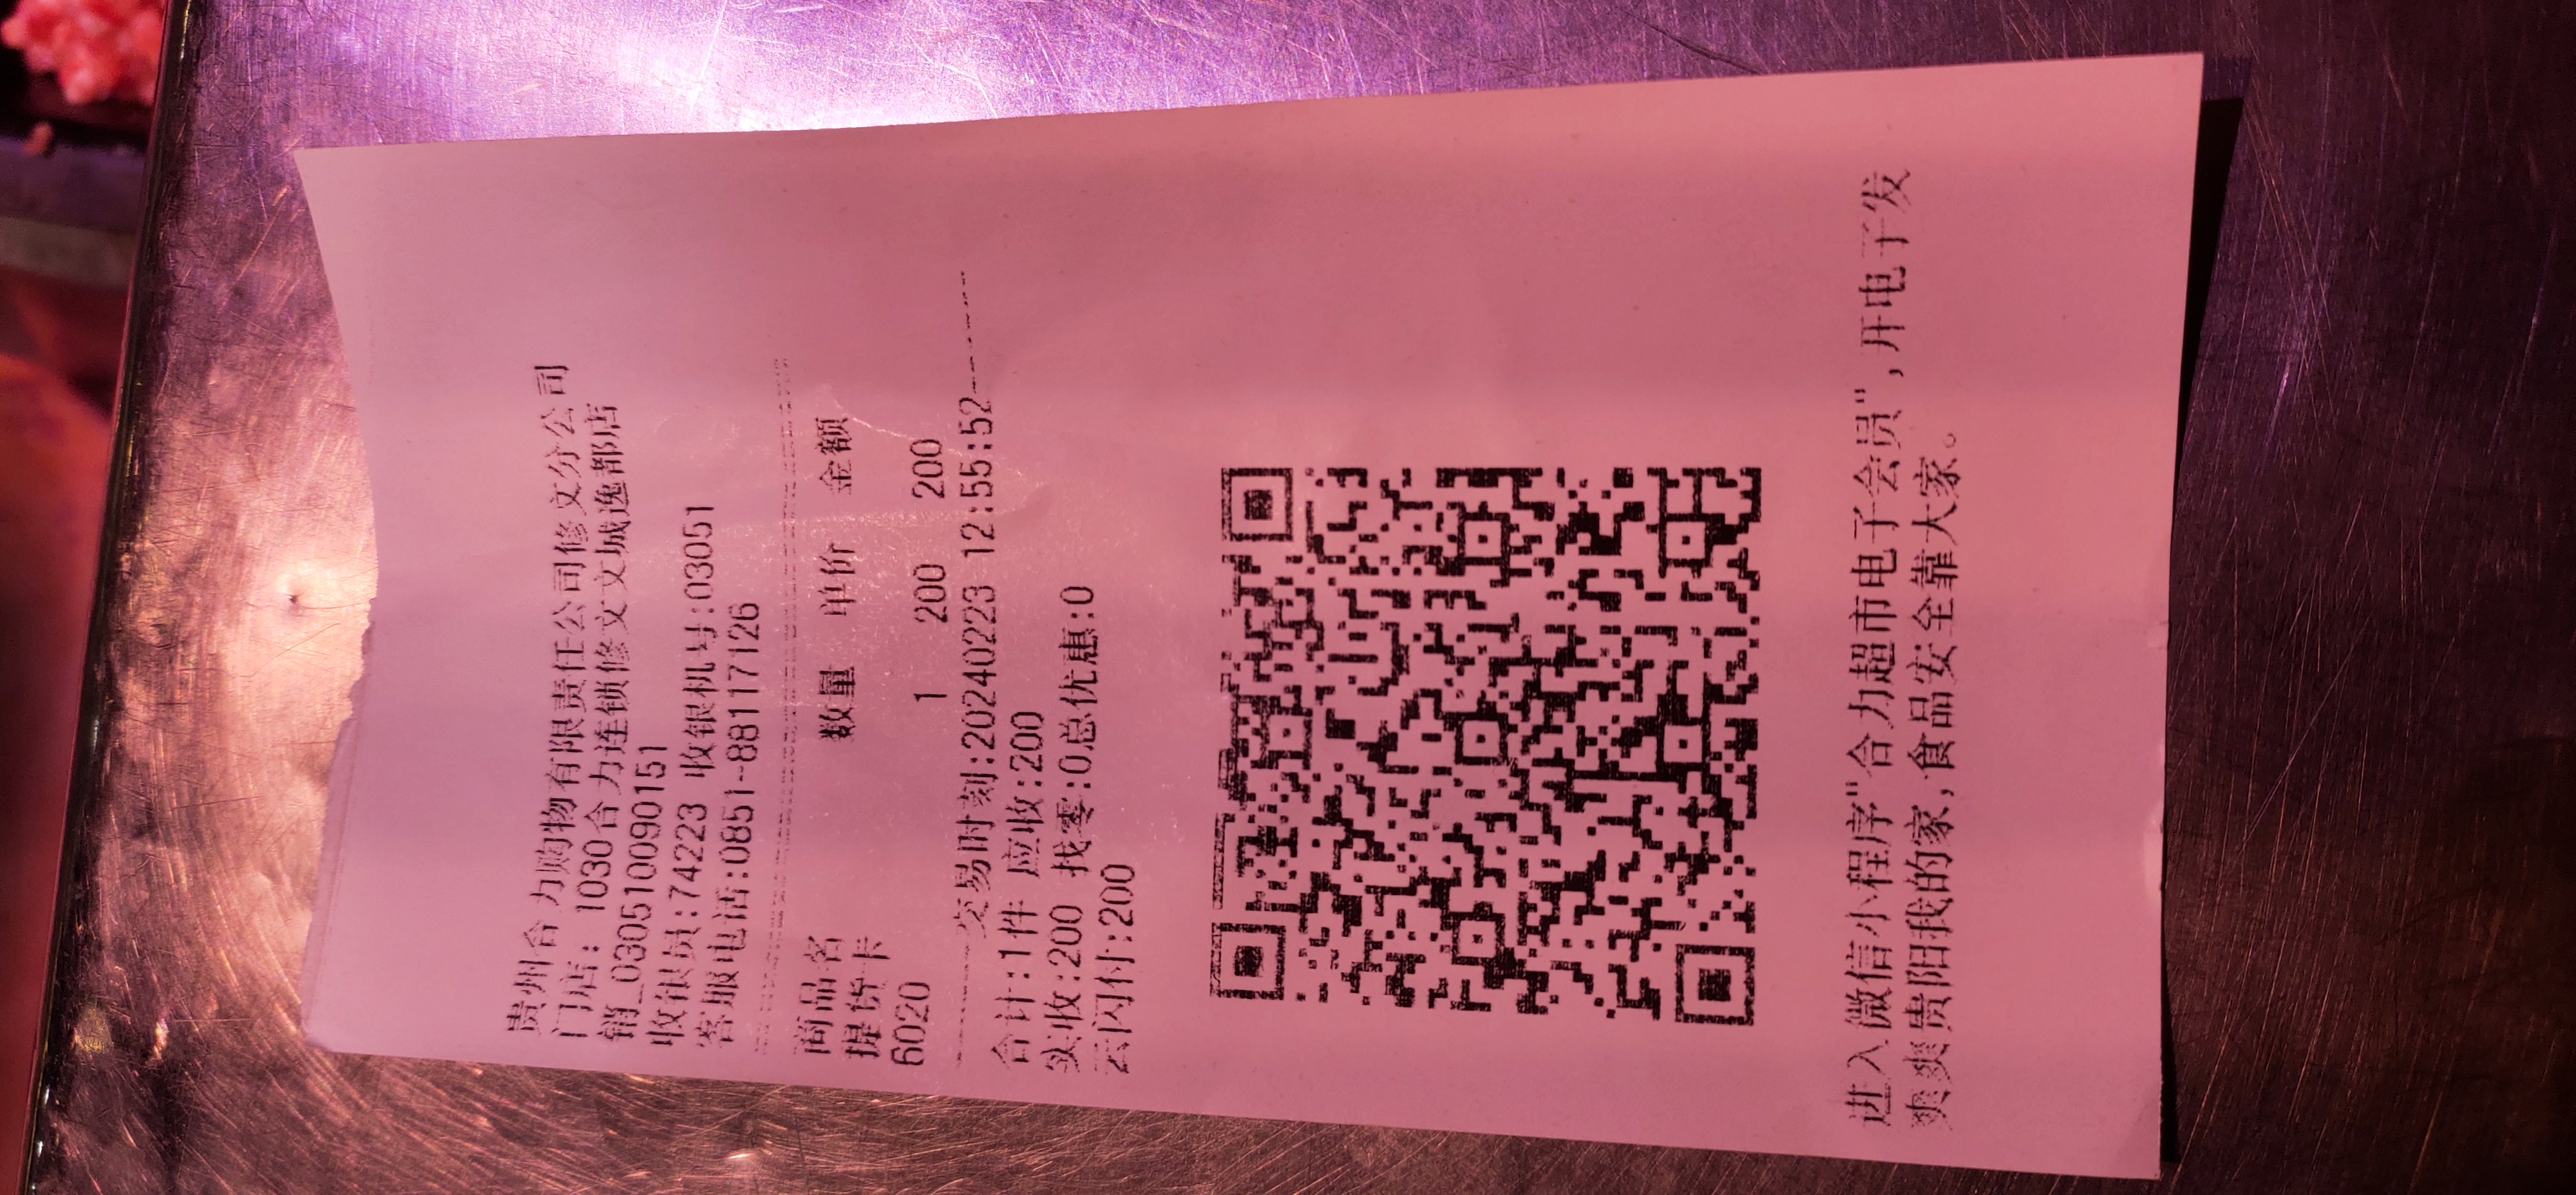 贵州合力购物有限责任公司修文分公司
门店: 1030合力连锁修文文城逸都店
销_030510090151
收银员:74223 收银机号:03051
客服电话:0851-88117126
商品名 数量 单价 金额
提货卡
6020 1 200 200
交易时刻:20240223 12:55:52
合计:1件 应收:200
实收:200 找零:0总优惠:0
云闪付:200
进入微信小程序"合力超市电子会员",开电子发
爽爽贵阳我的家,食品安全靠大家。